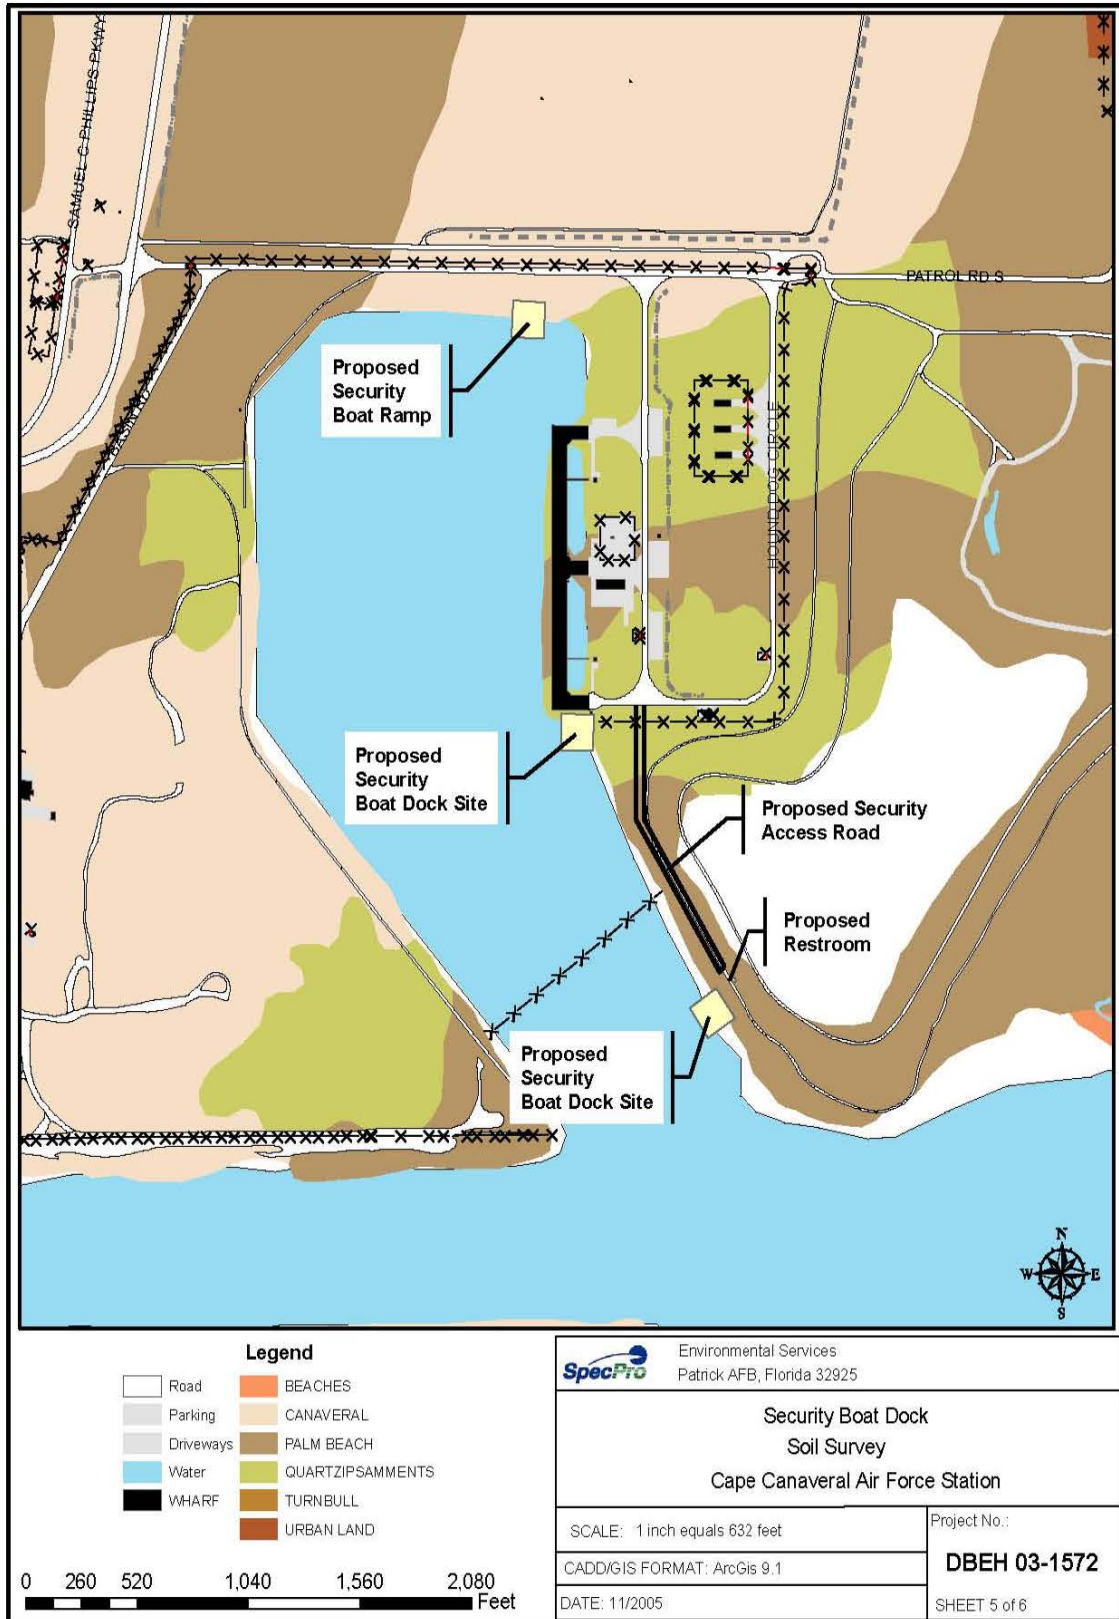 SAMUEL C PHILLIPS PKWY
PATROL RD S
Proposed
Security
Boat Ramp
HOUND DOG CIRCLE
Proposed
Security
Boat Dock Site
Proposed Security
Access Road
Proposed
Restroom
Proposed
Security
Boat Dock Site
N
W E
S
Legend
Road
Parking
Driveways
Water
WHARF
BEACHES
CANAVERAL
PALM BEACH
QUARTZIPSAMMENTS
TURNBULL
URBAN LAND
0 260 520 1,040 1,560 2,080
Feet
SpecPro
Environmental Services
Patrick AFB, Florida 32925
Security Boat Dock
Soil Survey
Cape Canaveral Air Force Station
SCALE: 1 inch equals 632 feet
CADD/GIS FORMAT: ArcGis 9.1
DATE: 11/2005
Project No.:
DBEH 03-1572
SHEET 5 of 6